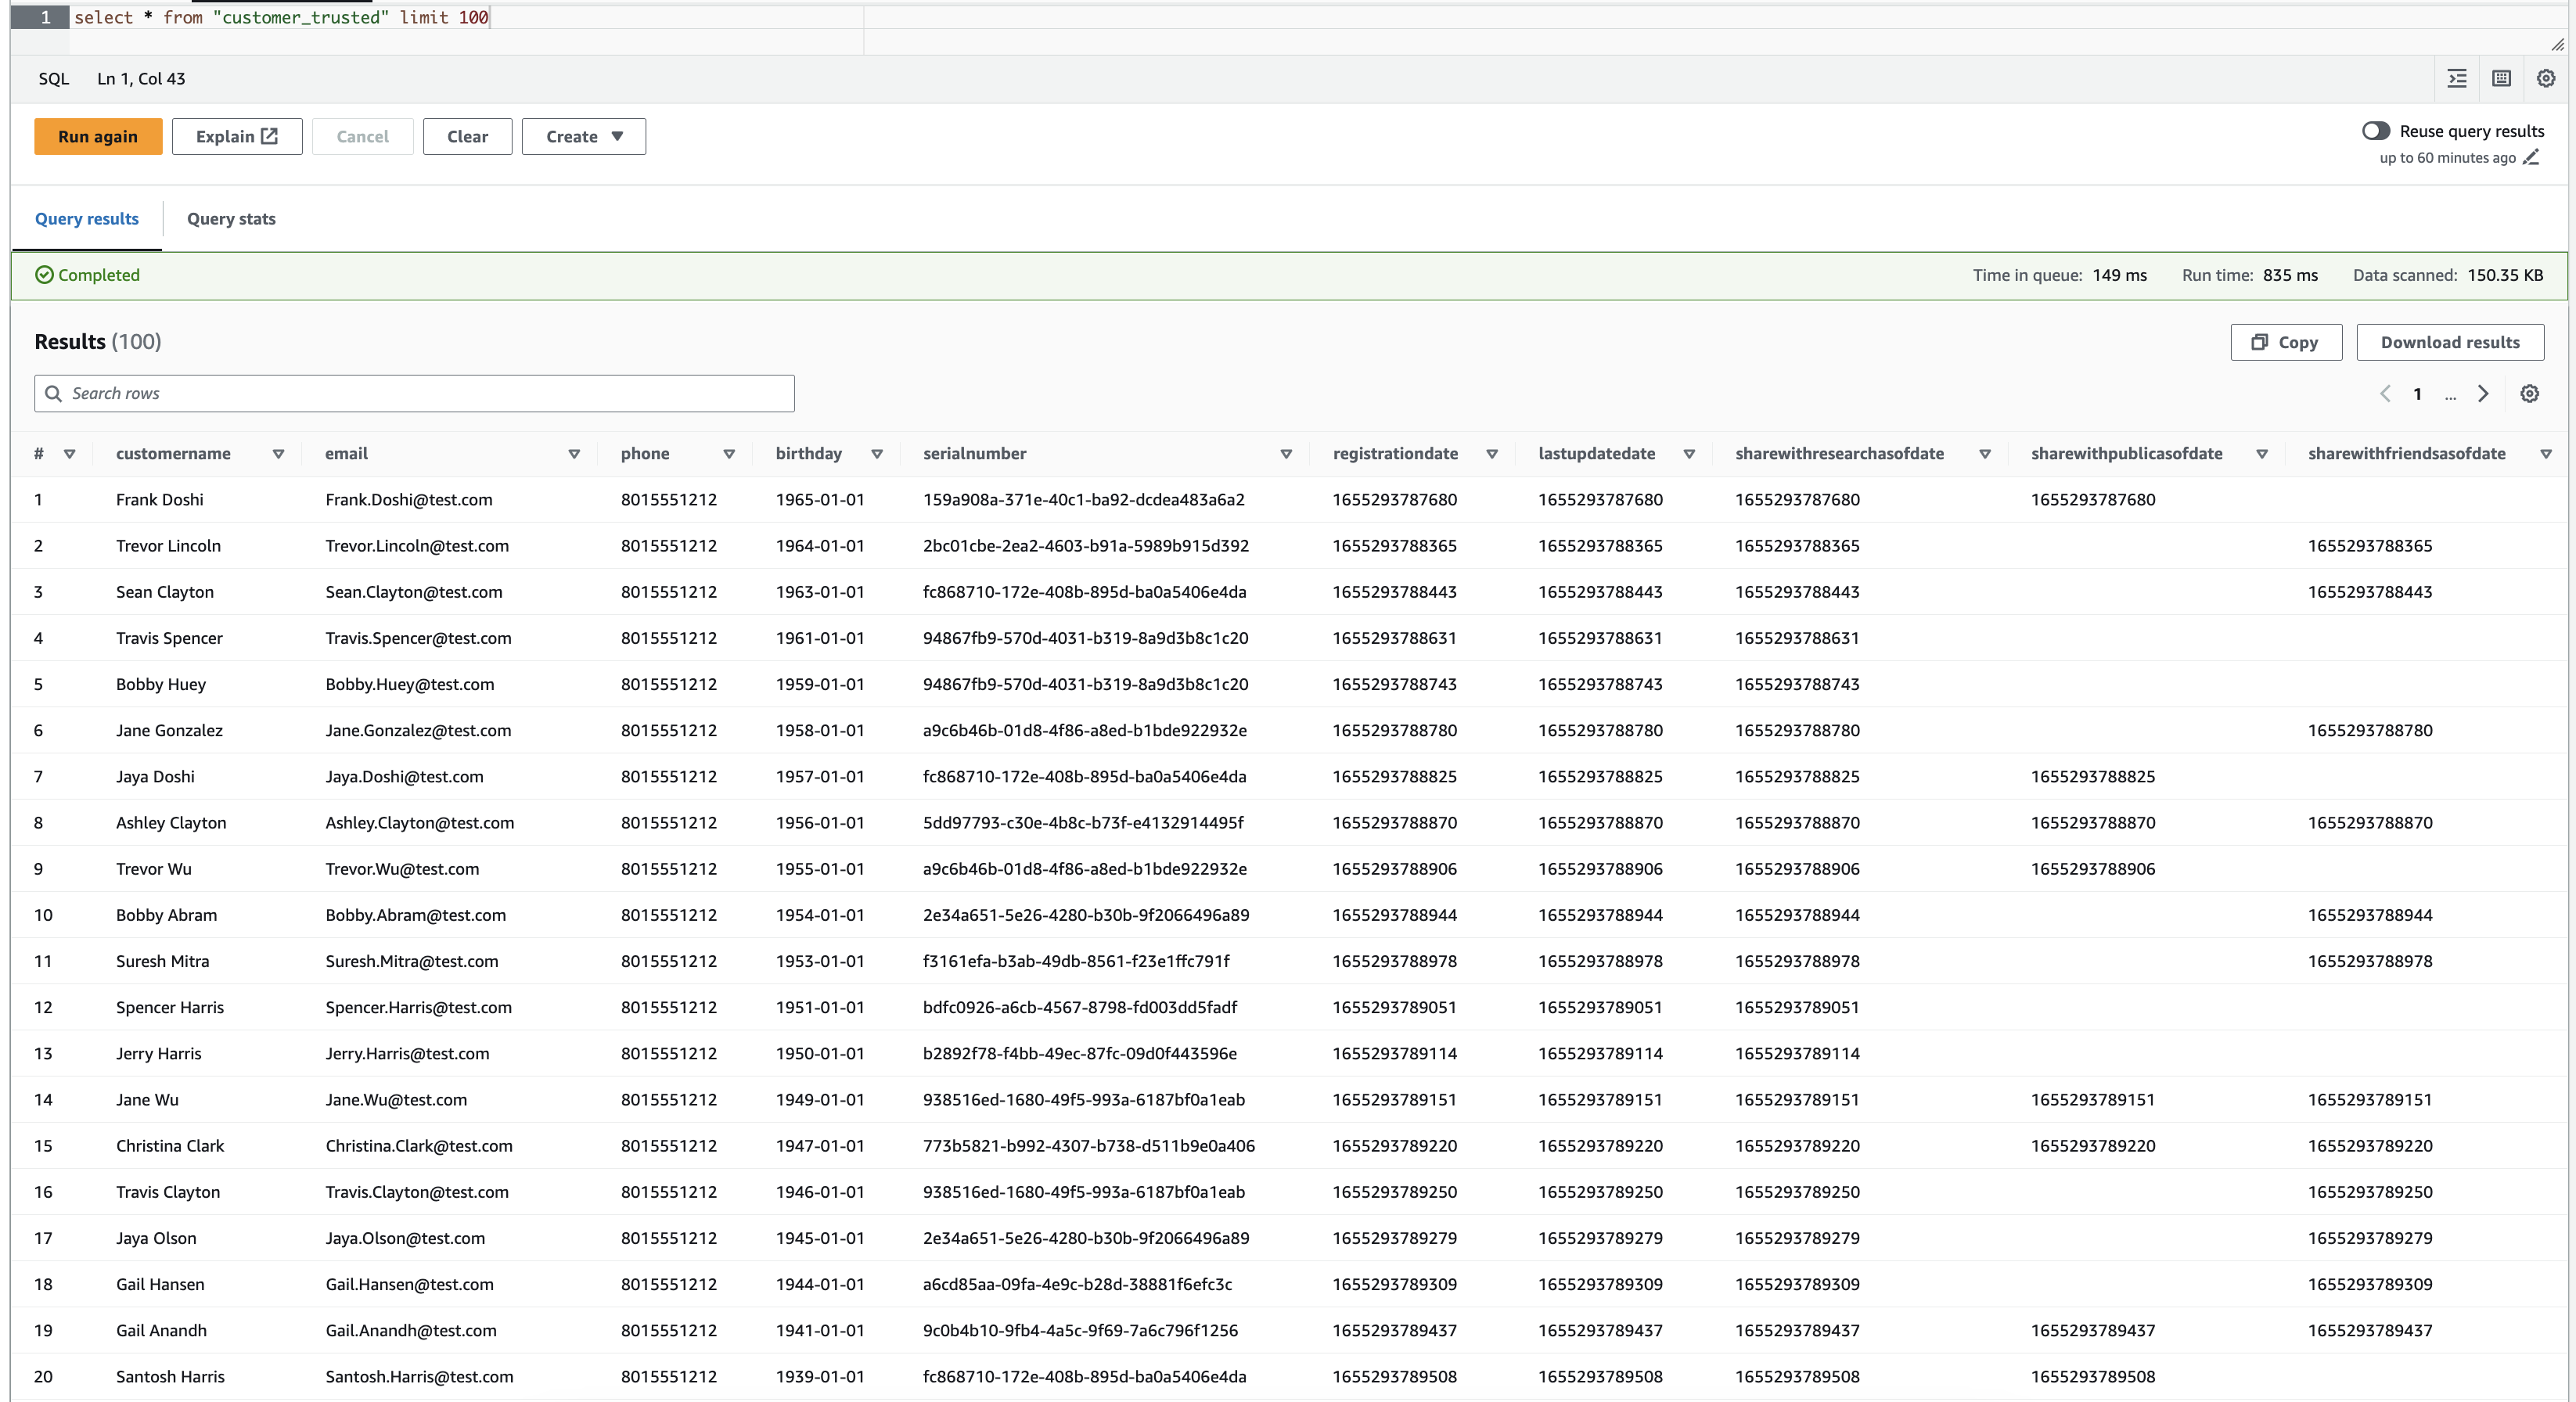 1 select * from "customer_trusted" limit 100
SQL Ln 1, Col 43
Run again Explain Cancel Clear Create Reuse query results
up to 60 minutes ago
Query results Query stats
Completed Time in queue: 149 ms Run time: 835 ms Data scanned: 150.35 KB
Results (100) Copy Download results
Search rows 1 ...
# customername email phone birthday serialnumber registrationdate lastupdatedate sharewithresearchasofdate sharewithpublicasofdate sharewithfriendsasofdate
1 Frank Doshi Frank.Doshi@test.com 8015551212 1965-01-01 159a908a-371e-40c1-ba92-dcdea483a6a2 1655293787680 1655293787680 1655293787680 1655293787680
2 Trevor Lincoln Trevor.Lincoln@test.com 8015551212 1964-01-01 2bc01cbe-2ea2-4603-b91a-5989b915d392 1655293788365 1655293788365 1655293788365 1655293788365
3 Sean Clayton Sean.Clayton@test.com 8015551212 1963-01-01 fc868710-172e-408b-895d-ba0a5406e4da 1655293788443 1655293788443 1655293788443 1655293788443
4 Travis Spencer Travis.Spencer@test.com 8015551212 1961-01-01 94867fb9-570d-4031-b319-8a9d3b8c1c20 1655293788631 1655293788631 1655293788631
5 Bobby Huey Bobby.Huey@test.com 8015551212 1959-01-01 94867fb9-570d-4031-b319-8a9d3b8c1c20 1655293788743 1655293788743 1655293788743
6 Jane Gonzalez Jane.Gonzalez@test.com 8015551212 1958-01-01 a9c6b46b-01d8-4f86-a8ed-b1bde922932e 1655293788780 1655293788780 1655293788780 1655293788780
7 Jaya Doshi Jaya.Doshi@test.com 8015551212 1957-01-01 fc868710-172e-408b-895d-ba0a5406e4da 1655293788825 1655293788825 1655293788825 1655293788825
8 Ashley Clayton Ashley.Clayton@test.com 8015551212 1956-01-01 5dd97793-c30e-4b8c-b73f-e4132914495f 1655293788870 1655293788870 1655293788870 1655293788870 1655293788870
9 Trevor Wu Trevor.Wu@test.com 8015551212 1955-01-01 a9c6b46b-01d8-4f86-a8ed-b1bde922932e 1655293788906 1655293788906 1655293788906 1655293788906
10 Bobby Abram Bobby.Abram@test.com 8015551212 1954-01-01 2e34a651-5e26-4280-b30b-9f2066496a89 1655293788944 1655293788944 1655293788944 1655293788944
11 Suresh Mitra Suresh.Mitra@test.com 8015551212 1953-01-01 f3161efa-b3ab-49db-8561-f23e1ffc791f 1655293788978 1655293788978 1655293788978 1655293788978
12 Spencer Harris Spencer.Harris@test.com 8015551212 1951-01-01 bdfc0926-a6cb-4567-8798-fd003dd5fadf 1655293789051 1655293789051 1655293789051
13 Jerry Harris Jerry.Harris@test.com 8015551212 1950-01-01 b2892f78-f4bb-49ec-87fc-09d0f443596e 1655293789114 1655293789114 1655293789114
14 Jane Wu Jane.Wu@test.com 8015551212 1949-01-01 938516ed-1680-49f5-993a-6187bf0a1eab 1655293789151 1655293789151 1655293789151 1655293789151 1655293789151
15 Christina Clark Christina.Clark@test.com 8015551212 1947-01-01 773b5821-b992-4307-b738-d511b9e0a406 1655293789220 1655293789220 1655293789220 1655293789220 1655293789220
16 Travis Clayton Travis.Clayton@test.com 8015551212 1946-01-01 938516ed-1680-49f5-993a-6187bf0a1eab 1655293789250 1655293789250 1655293789250 1655293789250
17 Jaya Olson Jaya.Olson@test.com 8015551212 1945-01-01 2e34a651-5e26-4280-b30b-9f2066496a89 1655293789279 1655293789279 1655293789279 1655293789279
18 Gail Hansen Gail.Hansen@test.com 8015551212 1944-01-01 a6cd85aa-09fa-4e9c-b28d-38881f6efc3c 1655293789309 1655293789309 1655293789309 1655293789309
19 Gail Anandh Gail.Anandh@test.com 8015551212 1941-01-01 9c0b4b10-9fb4-4a5c-9f69-7a6c796f1256 1655293789437 1655293789437 1655293789437 1655293789437 1655293789437
20 Santosh Harris Santosh.Harris@test.com 8015551212 1939-01-01 fc868710-172e-408b-895d-ba0a5406e4da 1655293789508 1655293789508 1655293789508 1655293789508